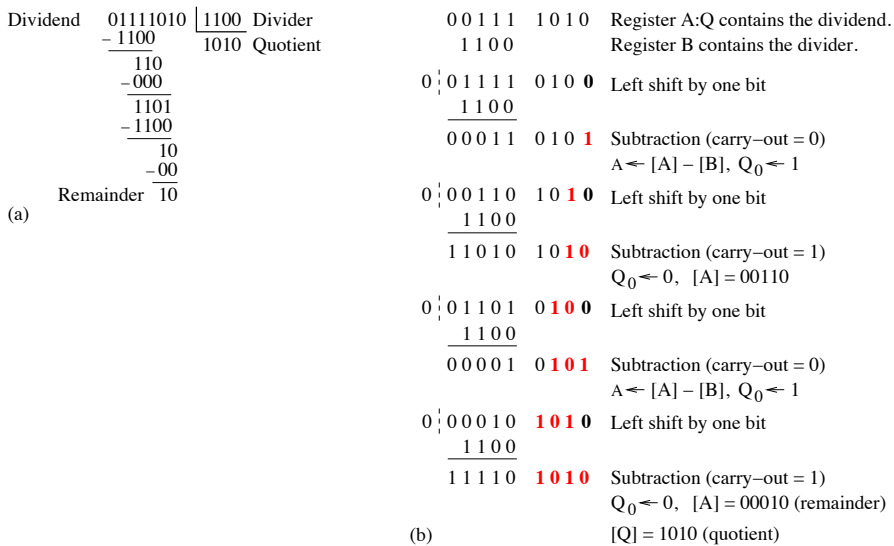 Dividend 01111010 1100 Divider
−1100 1010 Quotient
110
−000
1101
−1100
10
−00
Remainder 10
(a)
0 0 1 1 1 1 0 1 0 Register A:Q contains the dividend.
1 1 0 0 Register B contains the divider.
0 0 1 1 1 1 0 1 0 0 Left shift by one bit
1 1 0 0
0 0 0 1 1 0 1 0 1 Subtraction (carry−out = 0)
A ← [A] − [B], Q0 ← 1
0 0 0 1 1 0 1 0 1 0 Left shift by one bit
1 1 0 0
1 1 0 1 0 1 0 1 0 Subtraction (carry−out = 1)
Q0 ← 0, [A] = 00110
0 0 1 1 0 1 0 1 0 0 Left shift by one bit
1 1 0 0
0 0 0 0 1 0 1 0 1 Subtraction (carry−out = 0)
A ← [A] − [B], Q0 ← 1
0 0 0 0 1 0 1 0 1 0 Left shift by one bit
1 1 0 0
1 1 1 1 0 1 0 1 0 Subtraction (carry−out = 1)
Q0 ← 0, [A] = 00010 (remainder)
(b) [Q] = 1010 (quotient)